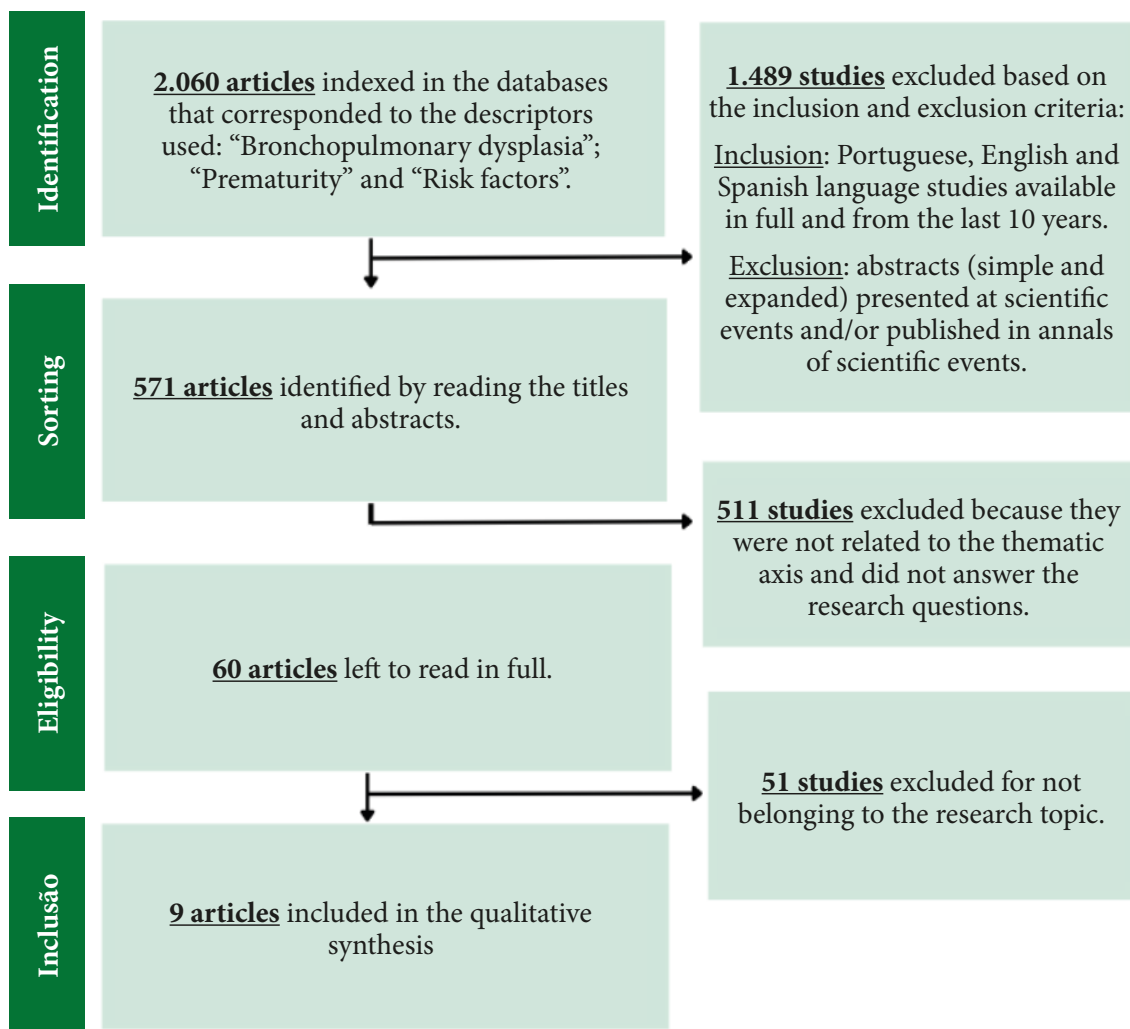 Identification
2.060 articles indexed in the databases
that corresponded to the descriptors
used: “Bronchopulmonary dysplasia”;
“Prematurity” and “Risk factors”.
1.489 studies excluded based on
the inclusion and exclusion criteria:
Inclusion: Portuguese, English and
Spanish language studies available
in full and from the last 10 years.
Exclusion: abstracts (simple and
expanded) presented at scientific
events and/or published in annals
of scientific events.
Sorting
571 articles identified by reading the titles
and abstracts.
511 studies excluded because they
were not related to the thematic
axis and did not answer the
research questions.
Eligibility
60 articles left to read in full.
51 studies excluded for not
belonging to the research topic.
Inclusão
9 articles included in the qualitative
synthesis